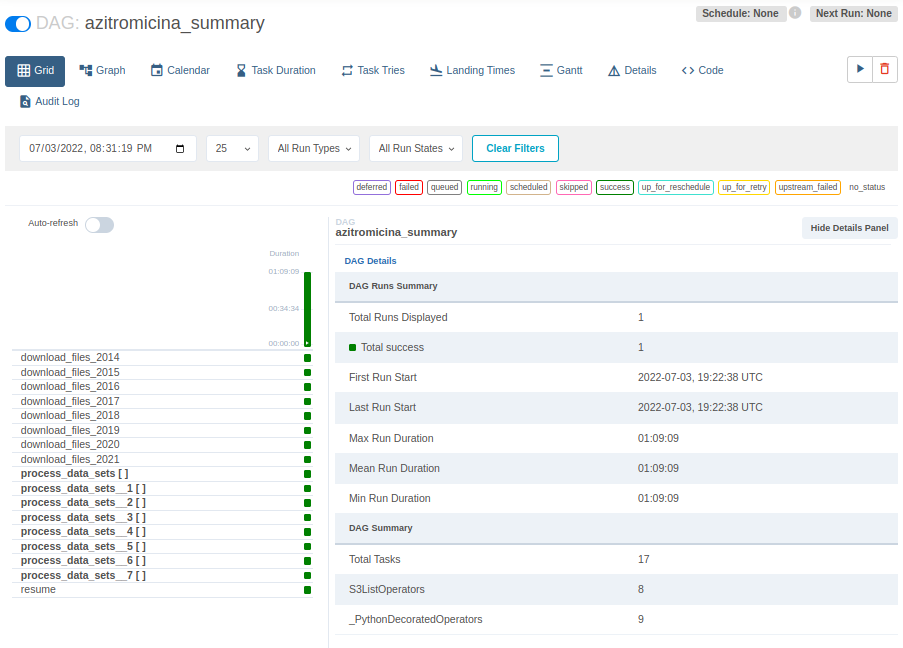 DAG: azitromicina_summary
Schedule: None
Next Run: None
Grid
Graph
Calendar
Task Duration
Task Tries
Landing Times
Gantt
Details
Code
Audit Log
07/03/2022, 08:31:19 PM
25
All Run Types
All Run States
Clear Filters
deferred
failed
queued
running
scheduled
skipped
success
up_for_reschedule
up_for_retry
upstream_failed
no_status
Auto-refresh
Duration
01:09:09
00:34:34
00:00:00
download_files_2014
download_files_2015
download_files_2016
download_files_2017
download_files_2018
download_files_2019
download_files_2020
download_files_2021
process_data_sets [ ]
process_data_sets__1 [ ]
process_data_sets__2 [ ]
process_data_sets__3 [ ]
process_data_sets__4 [ ]
process_data_sets__5 [ ]
process_data_sets__6 [ ]
process_data_sets__7 [ ]
resume
DAG
azitromicina_summary
Hide Details Panel
DAG Details
DAG Runs Summary
Total Runs Displayed 1
Total success 1
First Run Start 2022-07-03, 19:22:38 UTC
Last Run Start 2022-07-03, 19:22:38 UTC
Max Run Duration 01:09:09
Mean Run Duration 01:09:09
Min Run Duration 01:09:09
DAG Summary
Total Tasks 17
S3ListOperators 8
_PythonDecoratedOperators 9